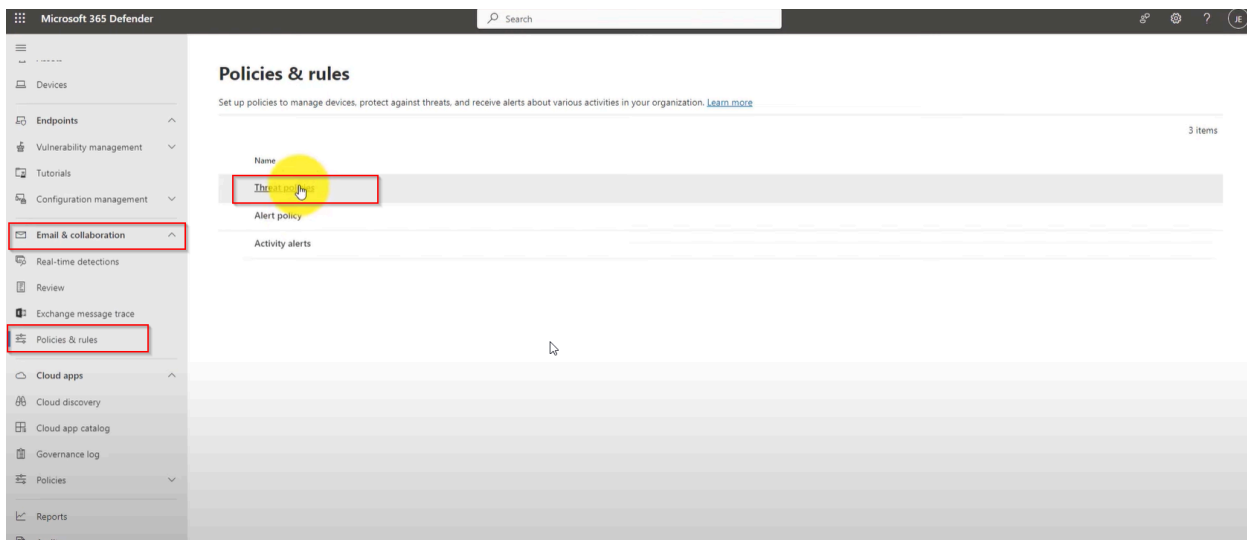 Microsoft 365 Defender
Search
JE
Devices
Endpoints
Vulnerability management
Tutorials
Configuration management
Email & collaboration
Real-time detections
Review
Exchange message trace
Policies & rules
Cloud apps
Cloud discovery
Cloud app catalog
Governance log
Policies
Reports
Policies & rules
Set up policies to manage devices, protect against threats, and receive alerts about various activities in your organization. Learn more
3 items
Name
Threat policies
Alert policy
Activity alerts